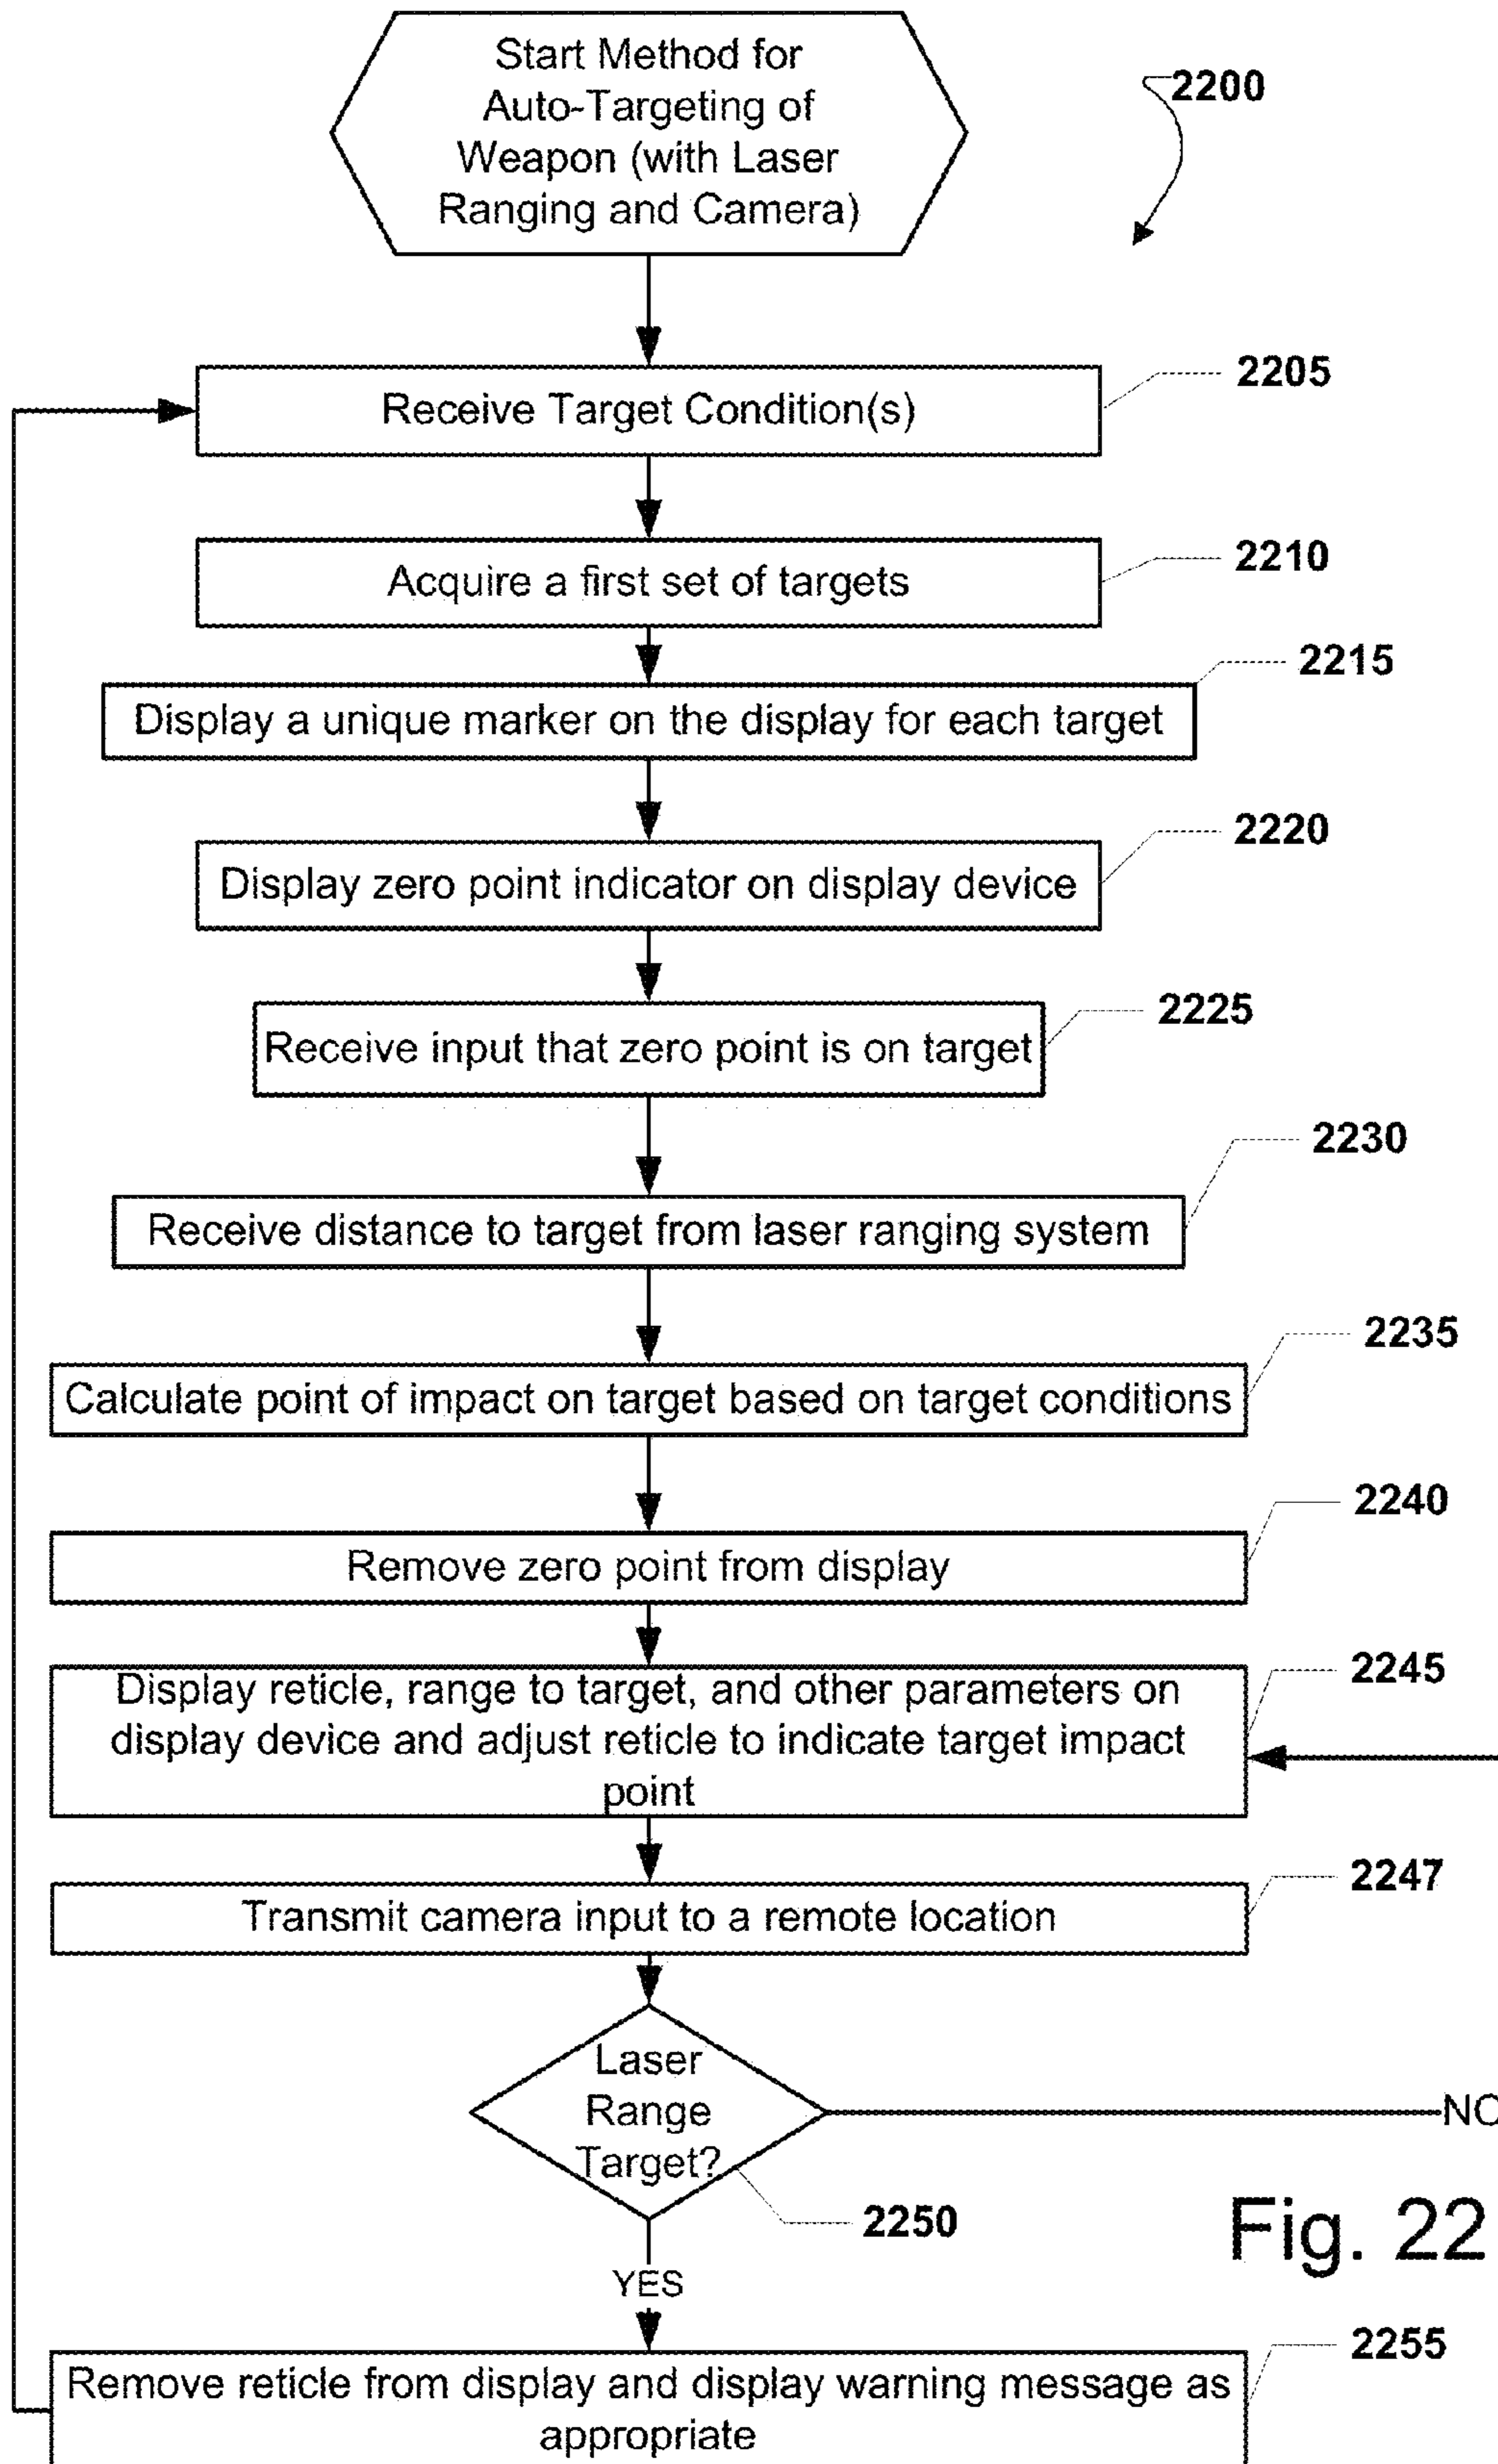 Start Method for
Auto-Targeting of
Weapon (with Laser
Ranging and Camera)
2200
2205
Receive Target Condition(s)
2210
Acquire a first set of targets
2215
Display a unique marker on the display for each target
2220
Display zero point indicator on display device
2225
Receive input that zero point is on target
2230
Receive distance to target from laser ranging system
2235
Calculate point of impact on target based on target conditions
2240
Remove zero point from display
2245
Display reticle, range to target, and other parameters on
display device and adjust reticle to indicate target impact
point
2247
Transmit camera input to a remote location
Laser
Range
Target?
NO
2250
Fig. 22
YES
2255
Remove reticle from display and display warning message as
appropriate